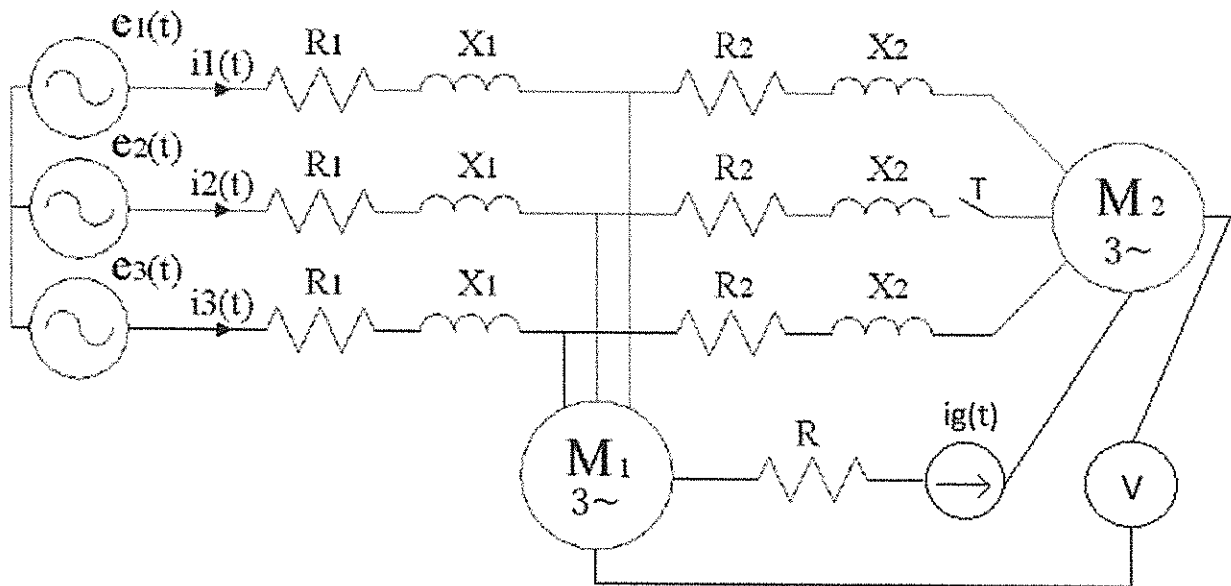 e1(t) R1 X1 R2 X2
i1(t)
e2(t) R1 X1 R2 X2
i2(t) T M2
3~
e3(t) R1 X1 R2 X2
i3(t)
ig(t)
R
M1 V
3~